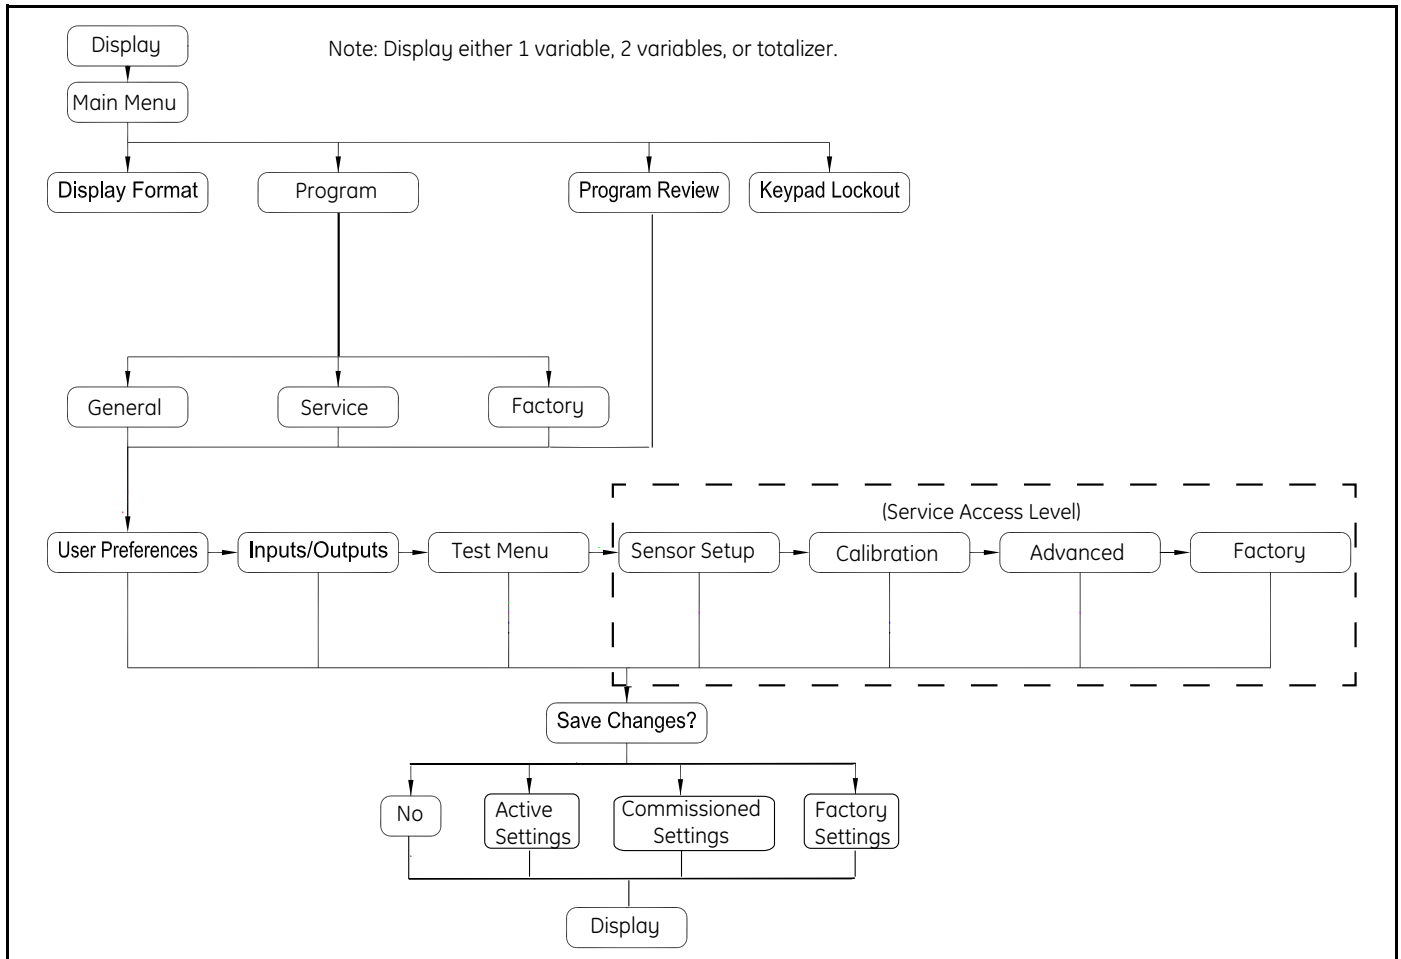 Display
Note: Display either 1 variable, 2 variables, or totalizer.
Main Menu
Display Format
Program
Program Review
Keypad Lockout
General
Service
Factory
(Service Access Level)
User Preferences
Inputs/Outputs
Test Menu
Sensor Setup
Calibration
Advanced
Factory
Save Changes?
No
Active
Settings
Commissioned
Settings
Factory
Settings
Display